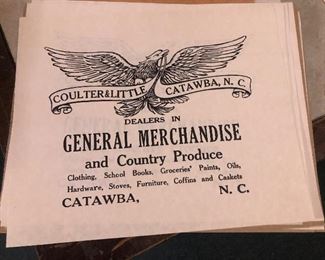 COULTER & LITTLE CATAWBA, N. C.
DEALERS IN
GENERAL MERCHANDISE
and Country Produce
Clothing, School Books, Groceries' Paints, Oils,
Hardware, Stoves, Furniture, Coffins and Caskets
CATAWBA, N. C.